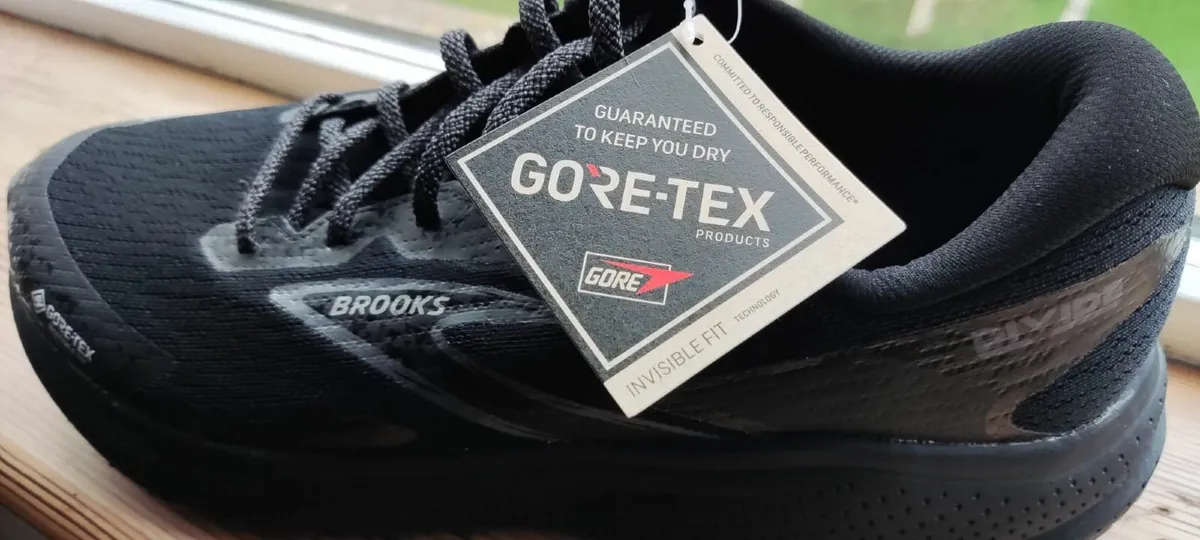 GUARANTEED
TO KEEP YOU DRY
GORE-TEX
PRODUCTS
GORE
INVISIBLE FIT
TECHNOLOGY
COMMITTED TO RESPONSIBLE PERFORMANCE®
BROOKS
GORE-TEX
DIVIDE